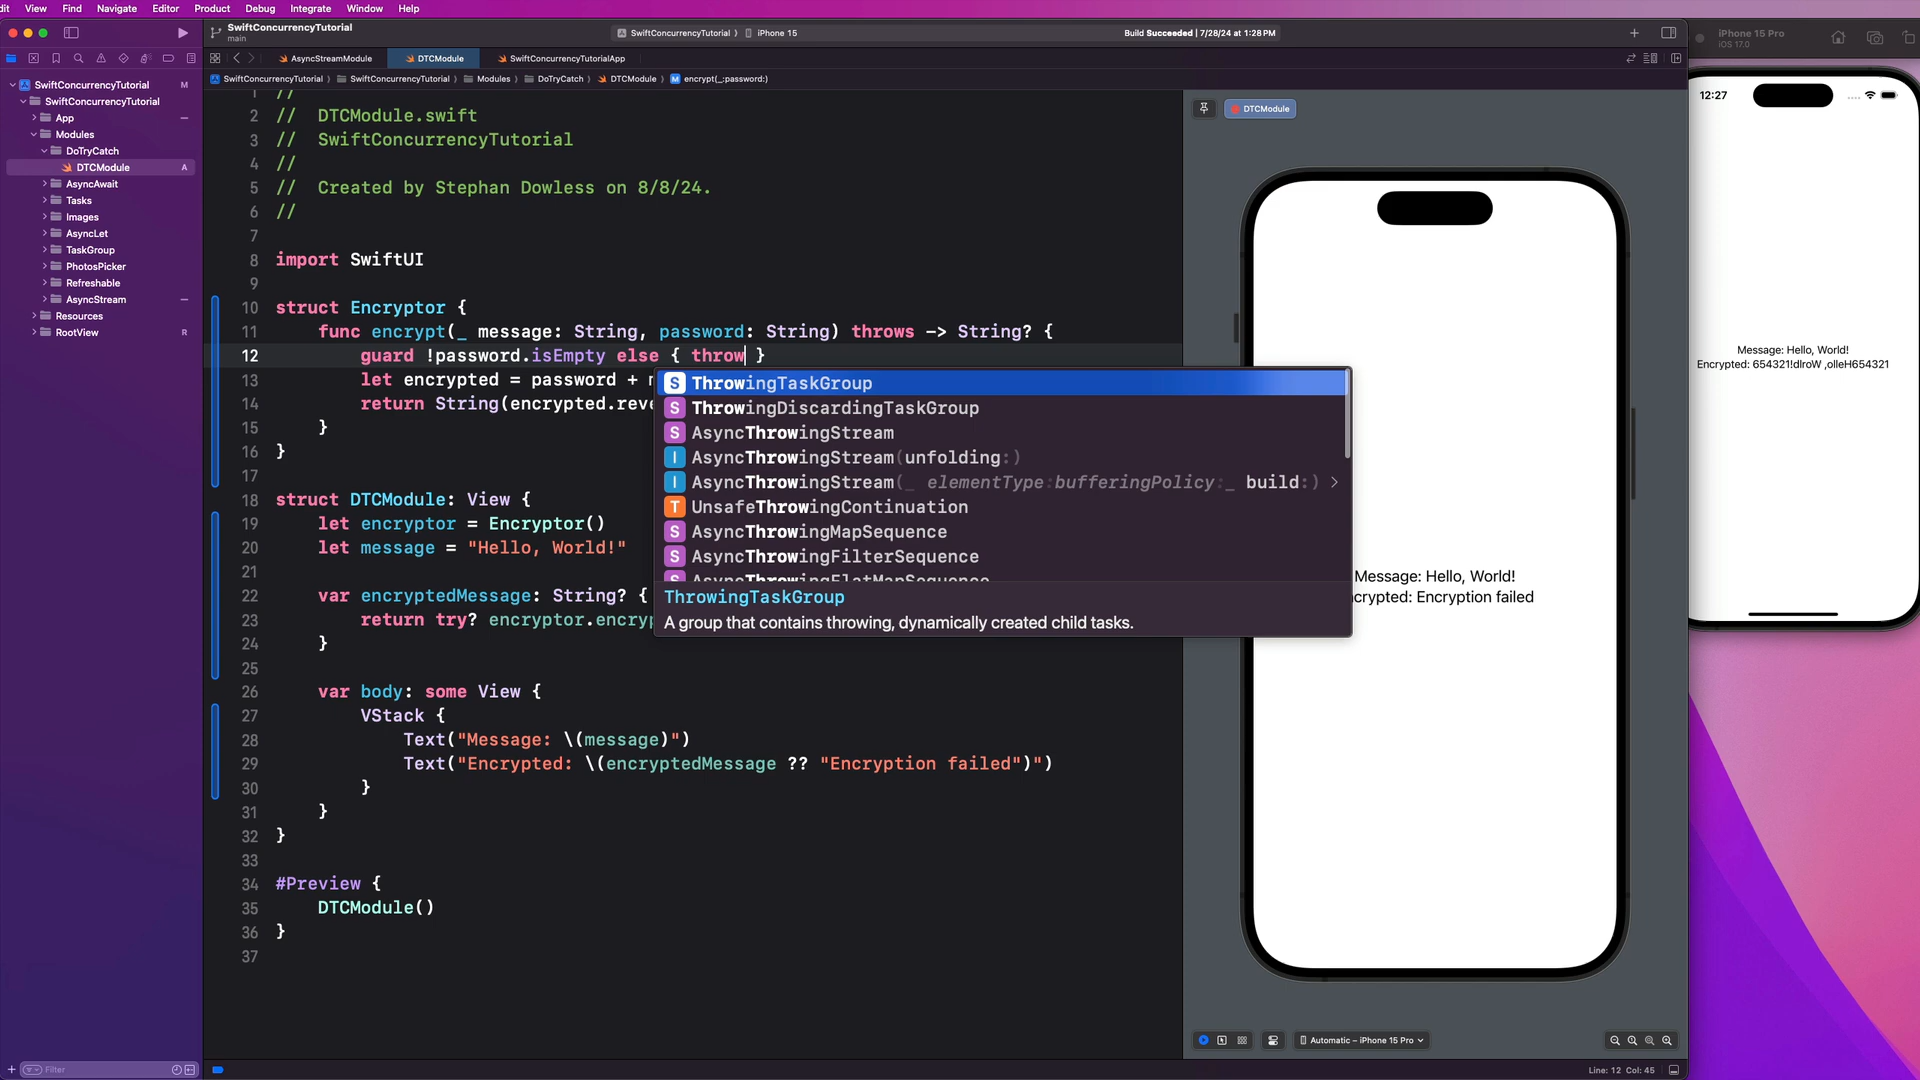 View Find Navigate Editor Product Debug Integrate Window Help
SwiftConcurrencyTutorial
main
SwiftConcurrencyTutorial 〉 iPhone 15
Build Succeeded | 7/28/24 at 1:28 PM
AsyncStreamModule DTCModule SwiftConcurrencyTutorialApp
SwiftConcurrencyTutorial 〉 SwiftConcurrencyTutorial 〉 Modules 〉 DoTryCatch 〉 DTCModule 〉 M encrypt(_:password:)
SwiftConcurrencyTutorial M
SwiftConcurrencyTutorial
App
Modules
DoTryCatch
DTCModule A
AsyncAwait
Tasks
Images
AsyncLet
TaskGroup
PhotosPicker
Refreshable
AsyncStream
Resources
RootView R
Filter
1 //
2 // DTCModule.swift
3 // SwiftConcurrencyTutorial
4 //
5 // Created by Stephan Dowless on 8/8/24.
6 //
7
8 import SwiftUI
9
10 struct Encryptor {
11 func encrypt(_ message: String, password: String) throws -> String? {
12 guard !password.isEmpty else { throw }
13 let encrypted = password +
14 return String(encrypted.reve
15 }
16 }
17
18 struct DTCModule: View {
19 let encryptor = Encryptor()
20 let message = "Hello, World!"
21
22 var encryptedMessage: String? {
23 return try? encryptor.encryp
24 }
25
26 var body: some View {
27 VStack {
28 Text("Message: \(message)")
29 Text("Encrypted: \(encryptedMessage ?? "Encryption failed")")
30 }
31 }
32 }
33
34 #Preview {
35 DTCModule()
36 }
37
S ThrowingTaskGroup
S ThrowingDiscardingTaskGroup
S AsyncThrowingStream
I AsyncThrowingStream(unfolding:)
I AsyncThrowingStream(_ elementType:bufferingPolicy:_ build:)
T UnsafeThrowingContinuation
S AsyncThrowingMapSequence
S AsyncThrowingFilterSequence
S AsyncThrowingFlatMapSequence
ThrowingTaskGroup
A group that contains throwing, dynamically created child tasks.
DTCModule
Message: Hello, World!
crypted: Encryption failed
Automatic – iPhone 15 Pro
Line: 12 Col: 45
iPhone 15 Pro
iOS 17.0
12:27
Message: Hello, World!
Encrypted: 654321!dlroW ,olleH654321